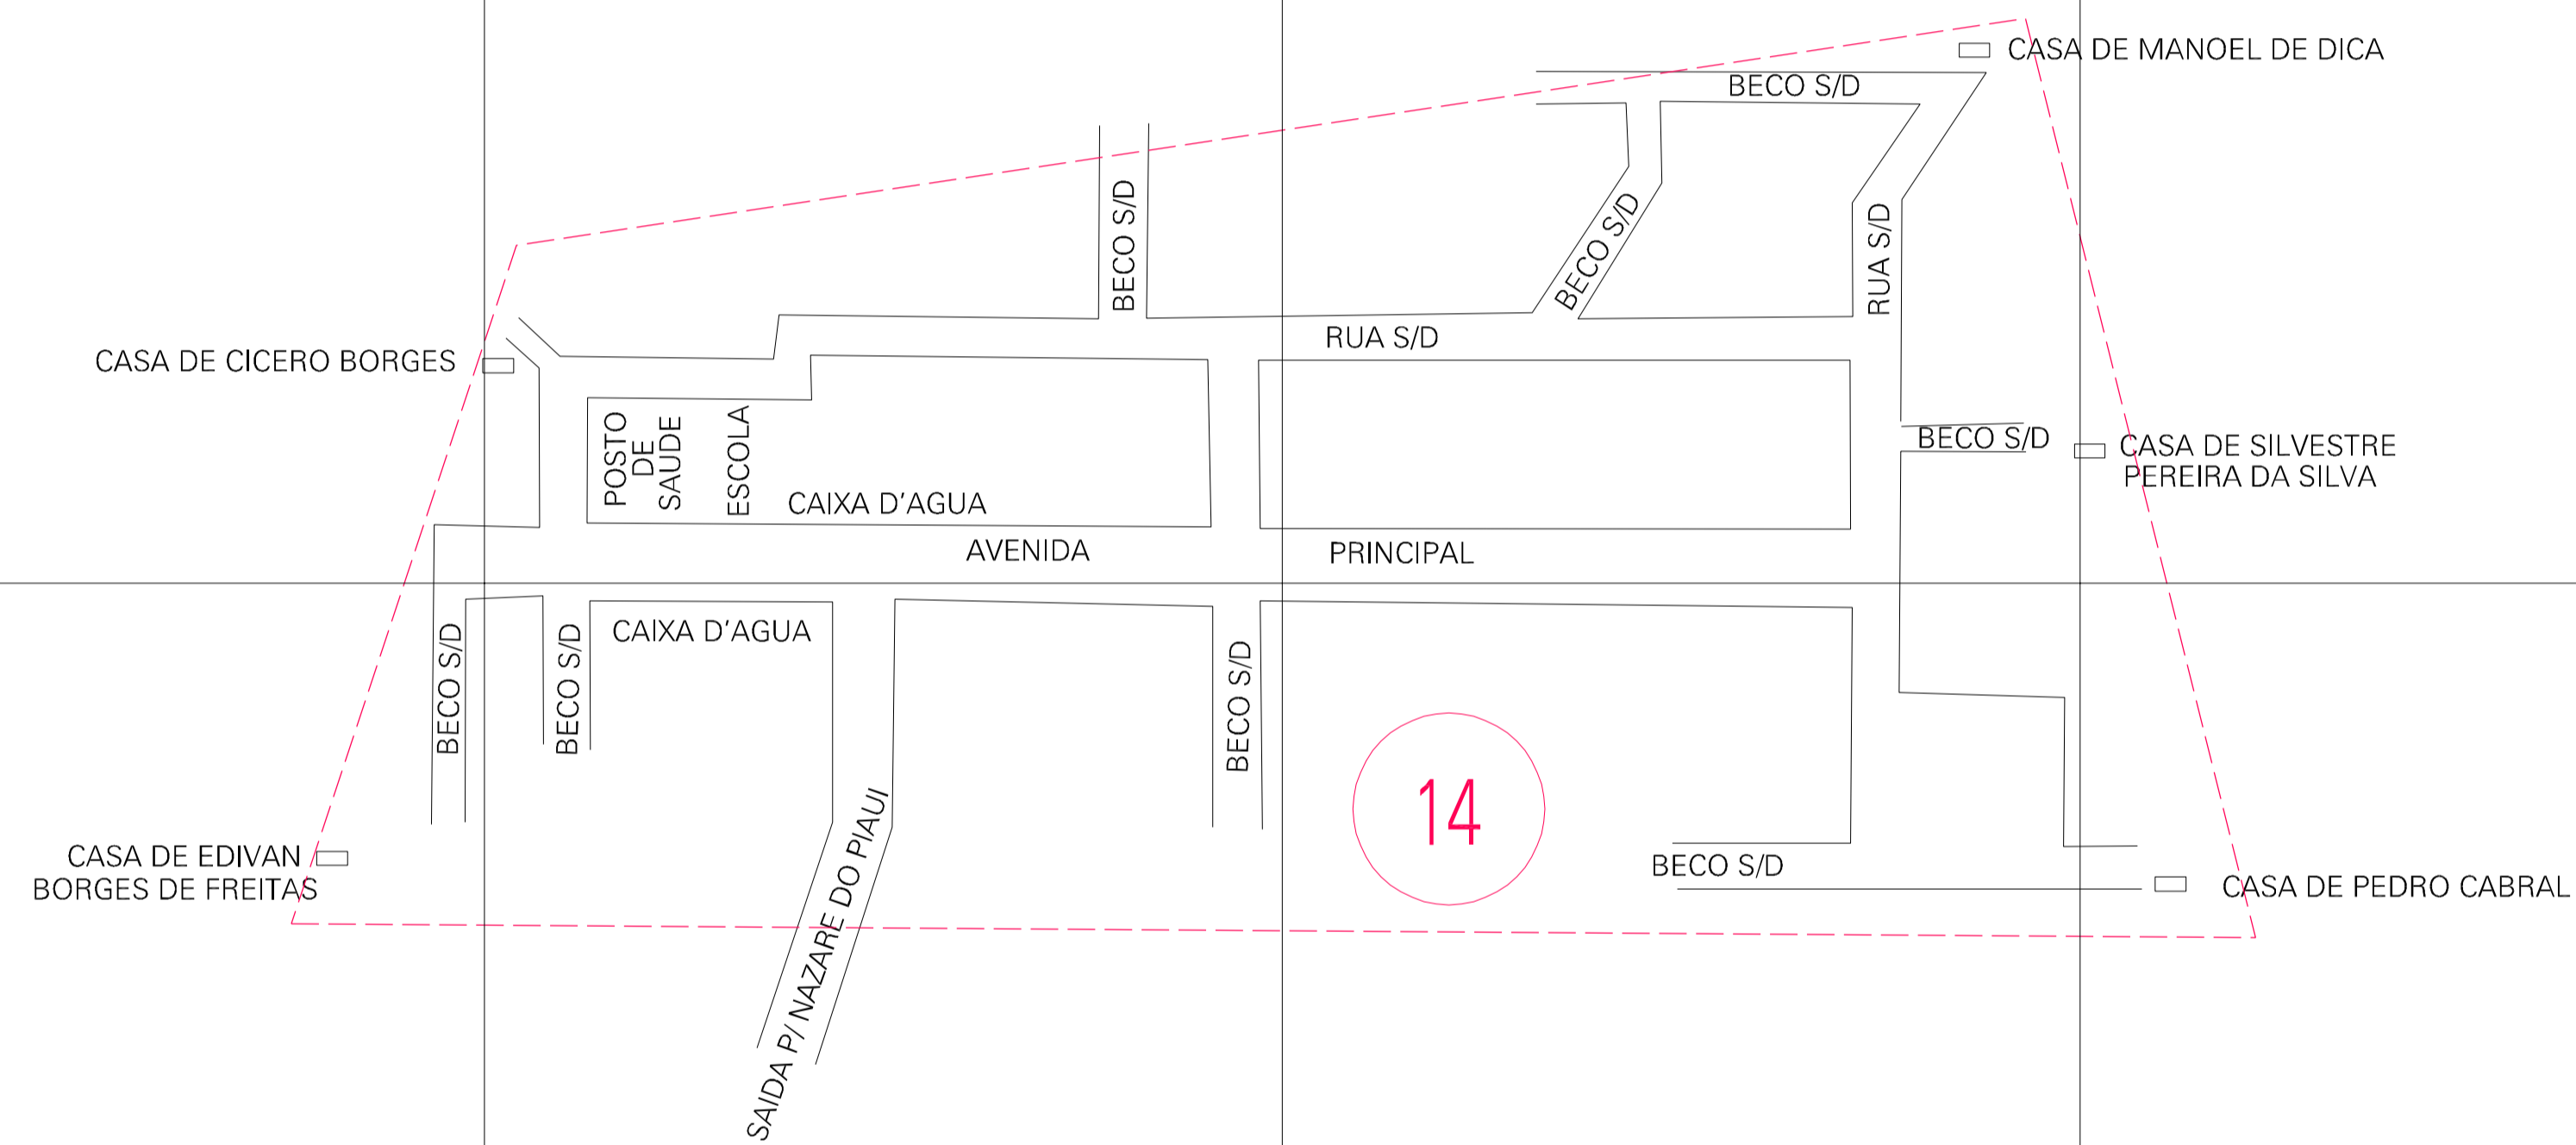 CASA DE MANOEL DE DICA
BECO S/D
BECO S/D
BECO S/D
RUA S/D
RUA S/D
CASA DE CICERO BORGES
POSTO
DE
SAUDE
ESCOLA
CAIXA D'AGUA
BECO S/D
CASA DE SILVESTRE
PEREIRA DA SILVA
AVENIDA PRINCIPAL
BECO S/D
BECO S/D
CAIXA D'AGUA
BECO S/D
14
CASA DE EDIVAN
BORGES DE FREITAS
SAIDA P/ NAZARE DO PIAUI
BECO S/D
CASA DE PEDRO CABRAL